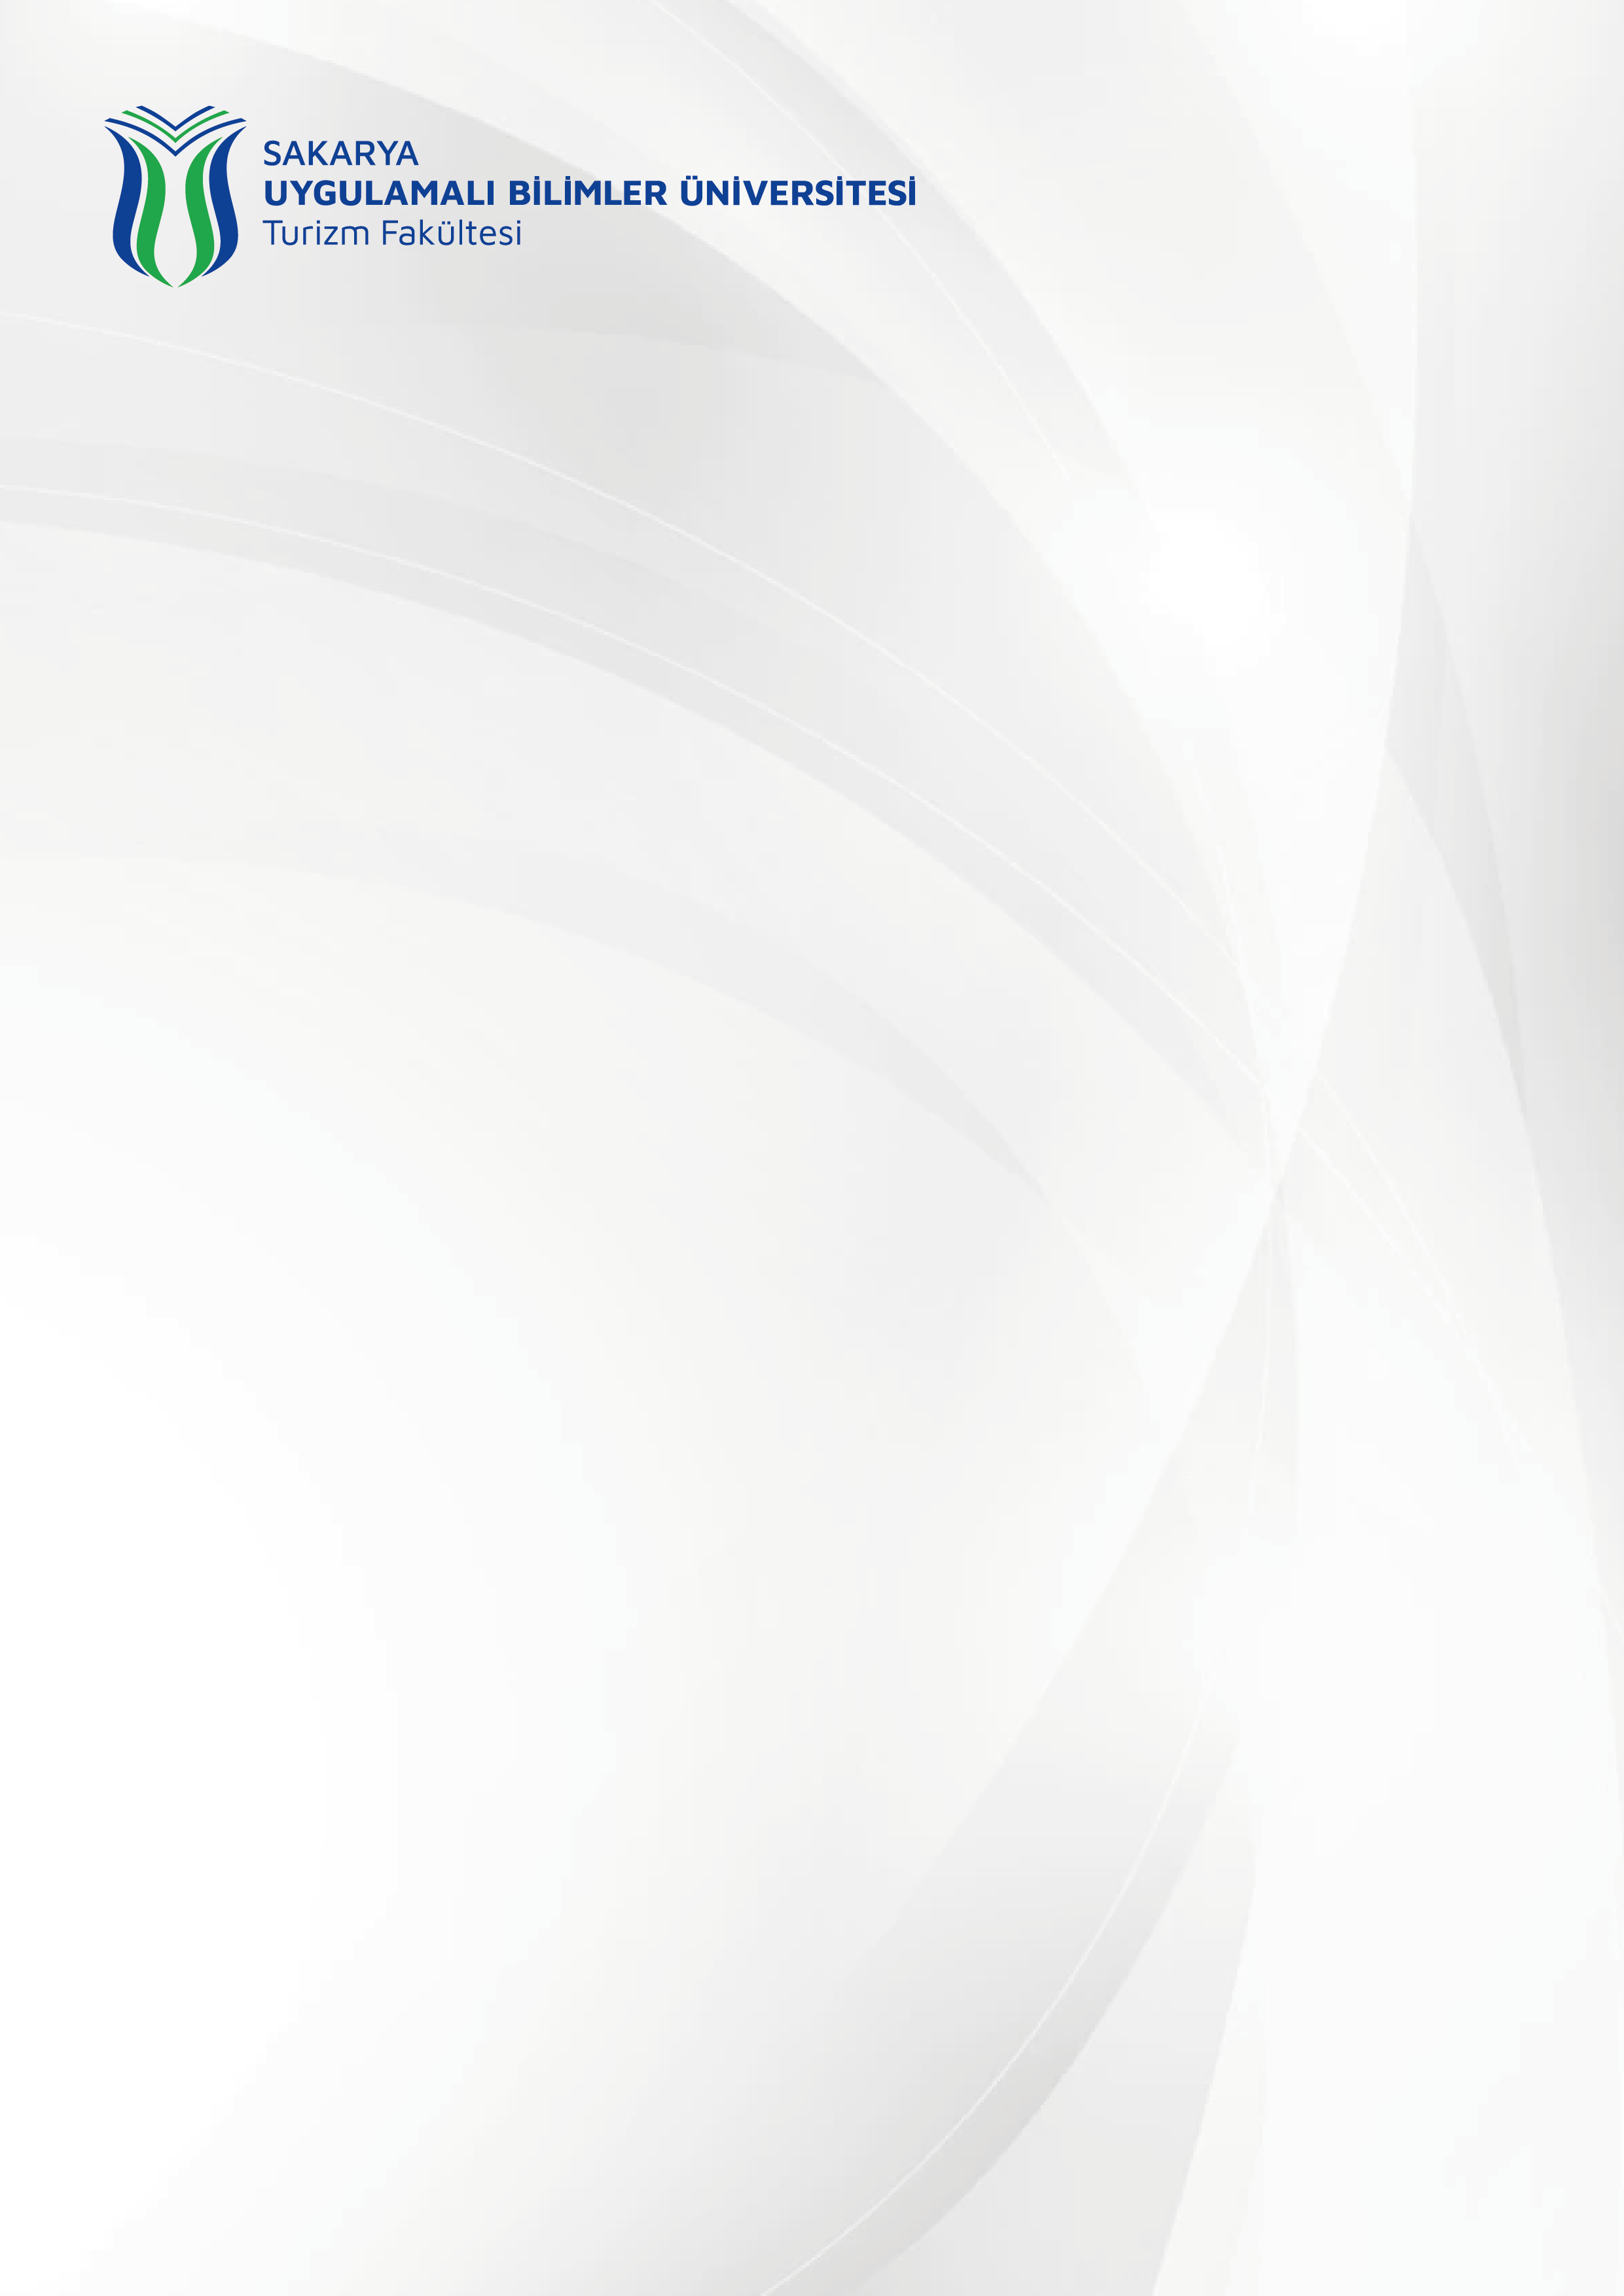 SAKARYA
UYGULAMALI BİLİMLER ÜNİVERSİTESİ
Turizm Fakültesi